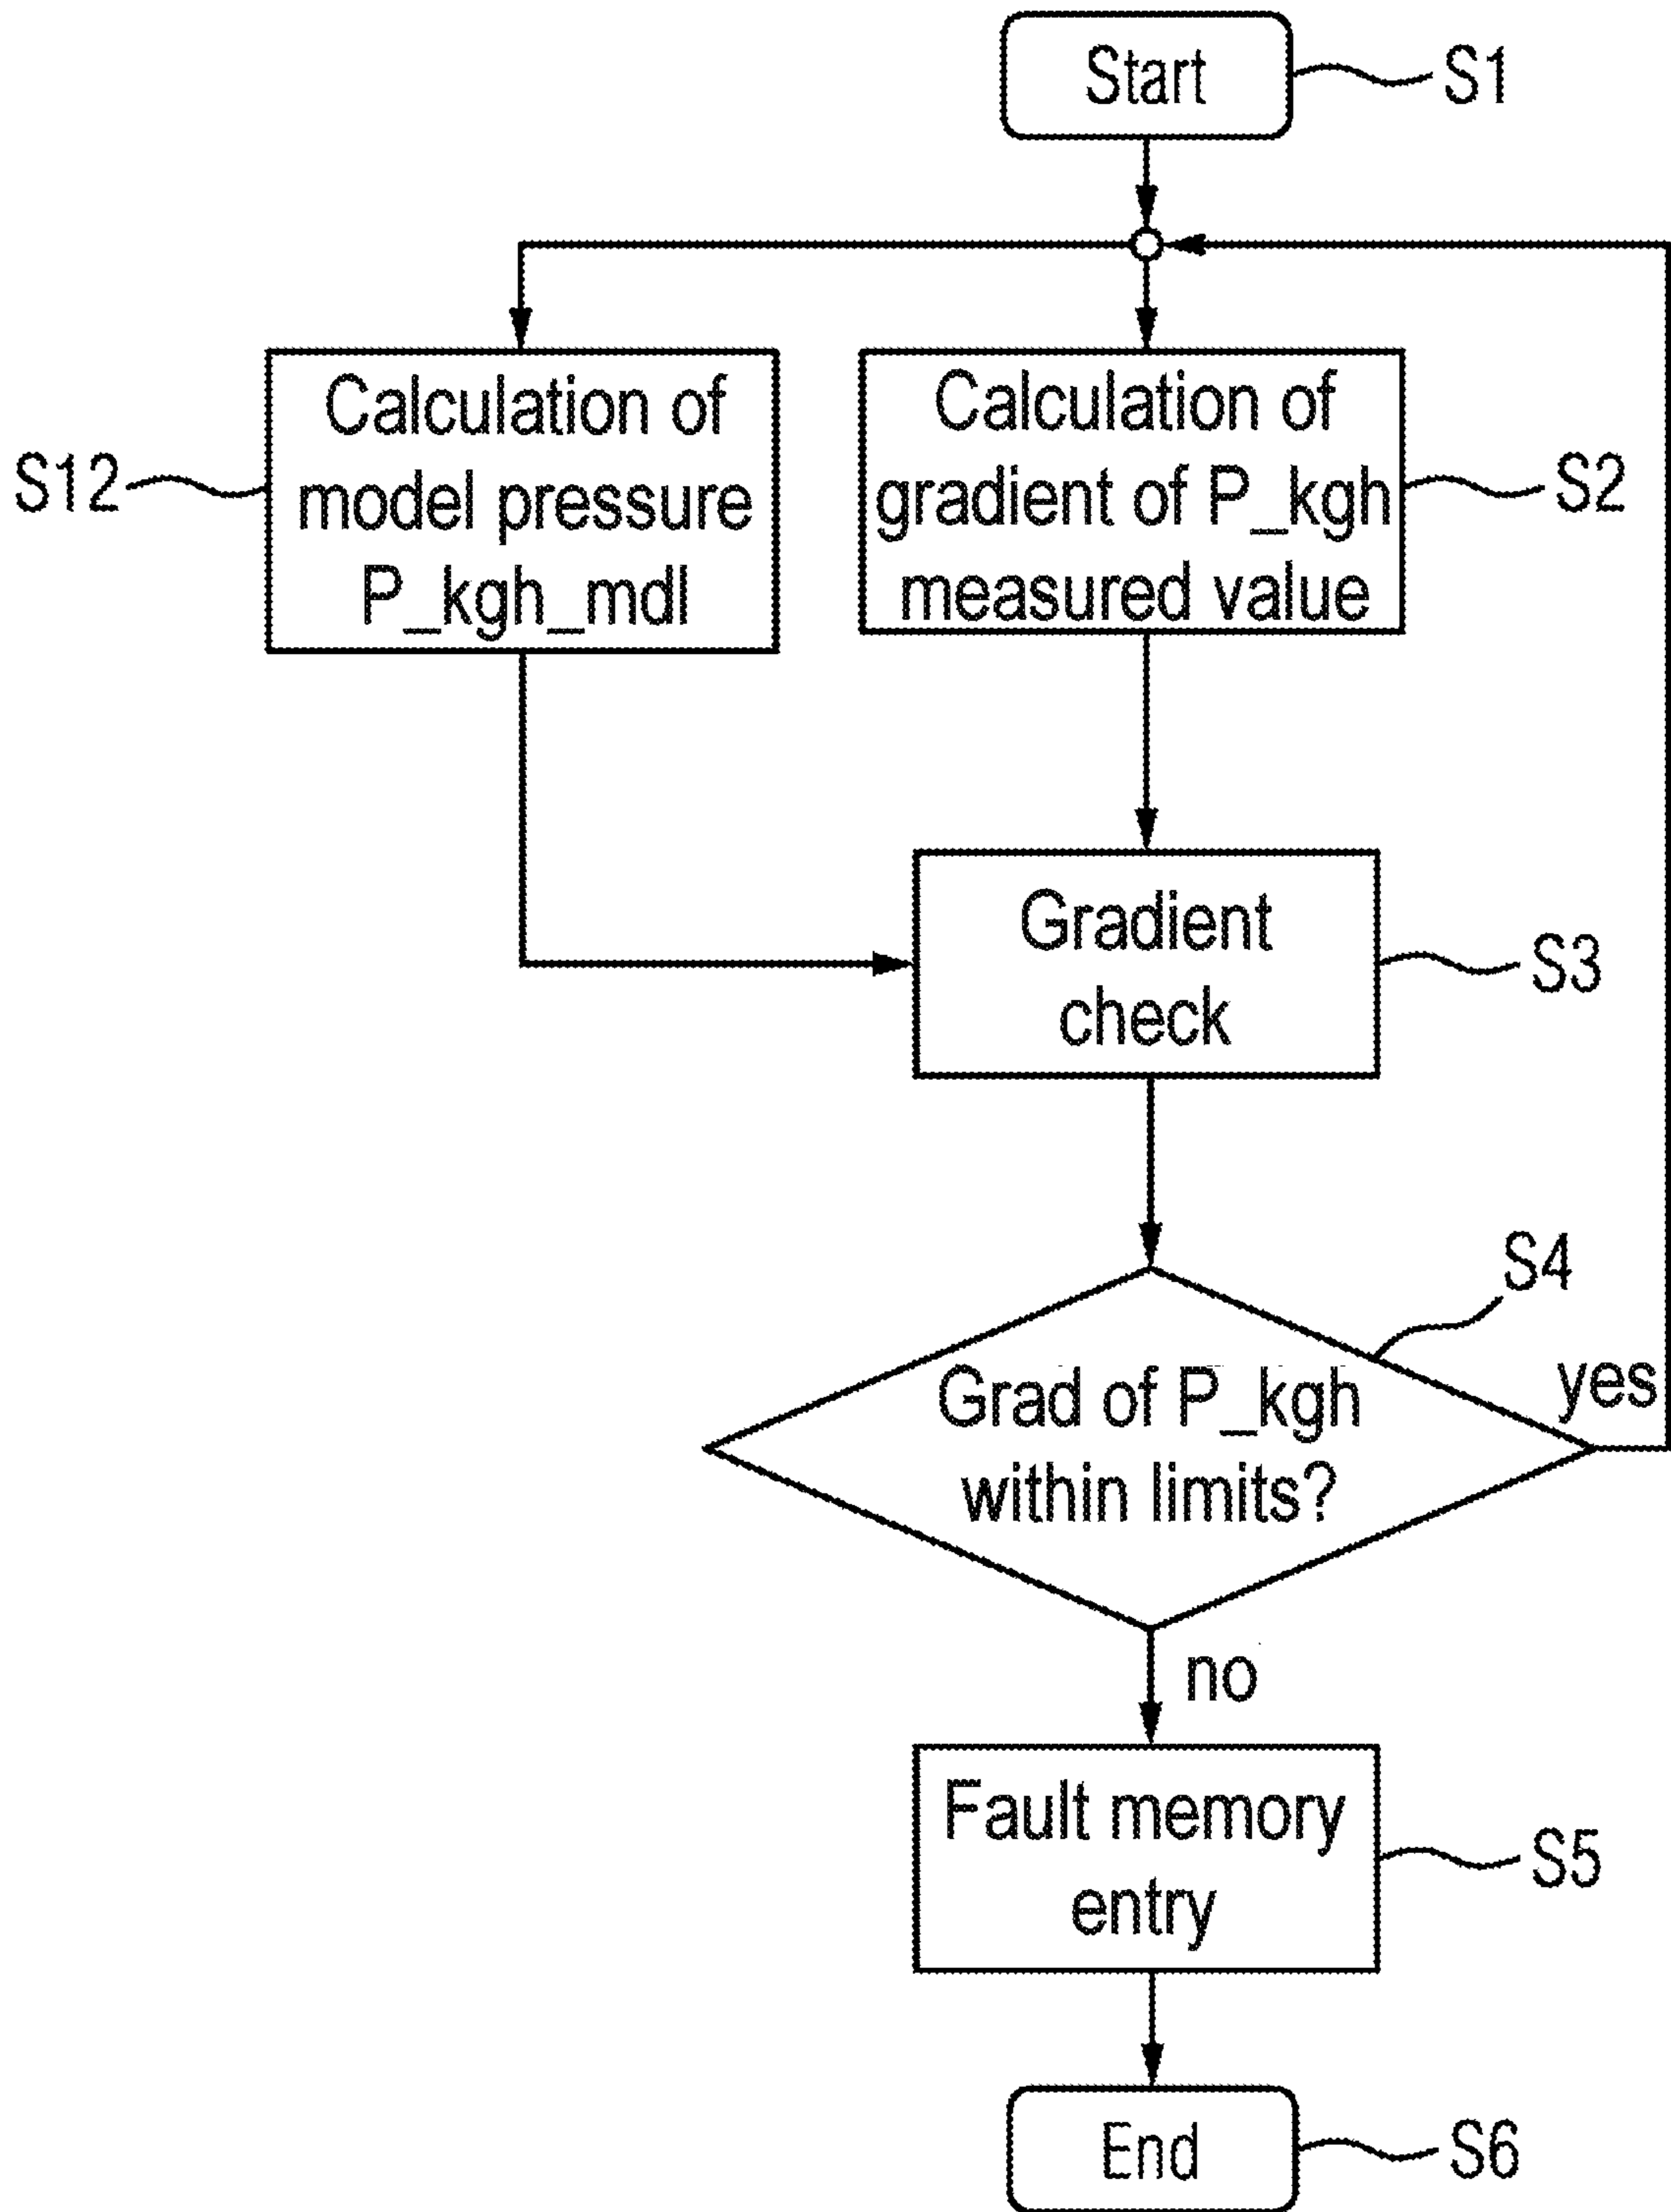 Start
S1
Calculation of
model pressure
P_kgh_mdl
S12
Calculation of
gradient of P_kgh
measured value
S2
Gradient
check
S3
S4
Grad of P_kgh
within limits?
yes
no
Fault memory
entry
S5
End
S6